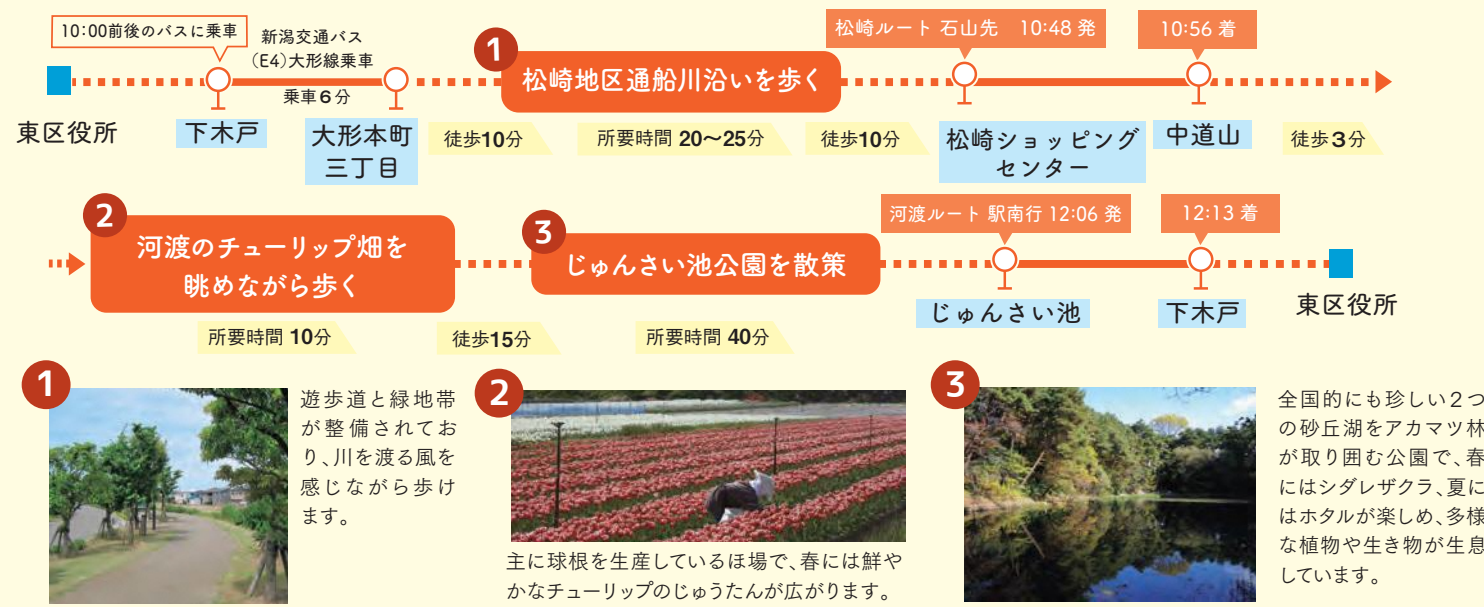 10:00前後のバスに乗車
新潟交通バス
（E4）大形線乗車
乗車6分
1
松崎地区通船川沿いを歩く
松崎ルート 石山先 10:48 発
10:56 着
東区役所
下木戸
大形本町
三丁目
徒歩10分
所要時間 20〜25分
徒歩10分
松崎ショッピング
センター
中道山
徒歩3分
2
河渡のチューリップ畑を
眺めながら歩く
3
じゅんさい池公園を散策
河渡ルート 駅南行 12:06 発
12:13 着
所要時間 10分
徒歩15分
所要時間 40分
じゅんさい池
下木戸
東区役所
1
遊歩道と緑地帯
が整備されてお
り、川を渡る風を
感じながら歩け
ます。
2
主に球根を生産しているほ場で、春には鮮や
かなチューリップのじゅうたんが広がります。
3
全国的にも珍しい2つ
の砂丘湖をアカマツ林
が取り囲む公園で、春
にはシダレザクラ、夏に
はホタルが楽しめ、多様
な植物や生き物が生息
しています。